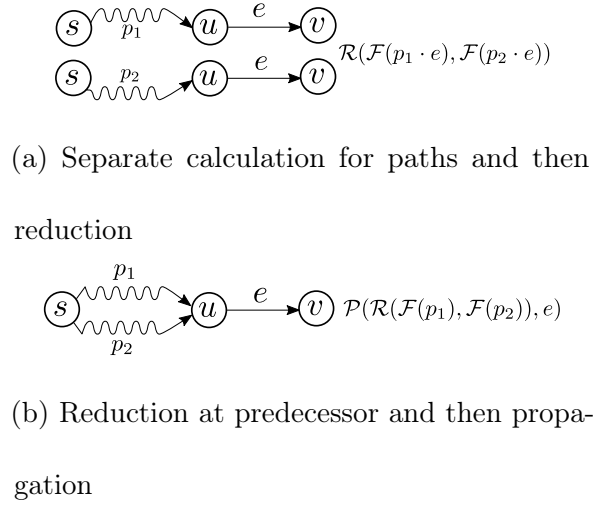 s p₁ u e v
s p₂ u e v
R(F(p₁ · e), F(p₂ · e))
(a) Separate calculation for paths and then
reduction
p₁
s u e v P(R(F(p₁), F(p₂)), e)
p₂
(b) Reduction at predecessor and then propa-
gation